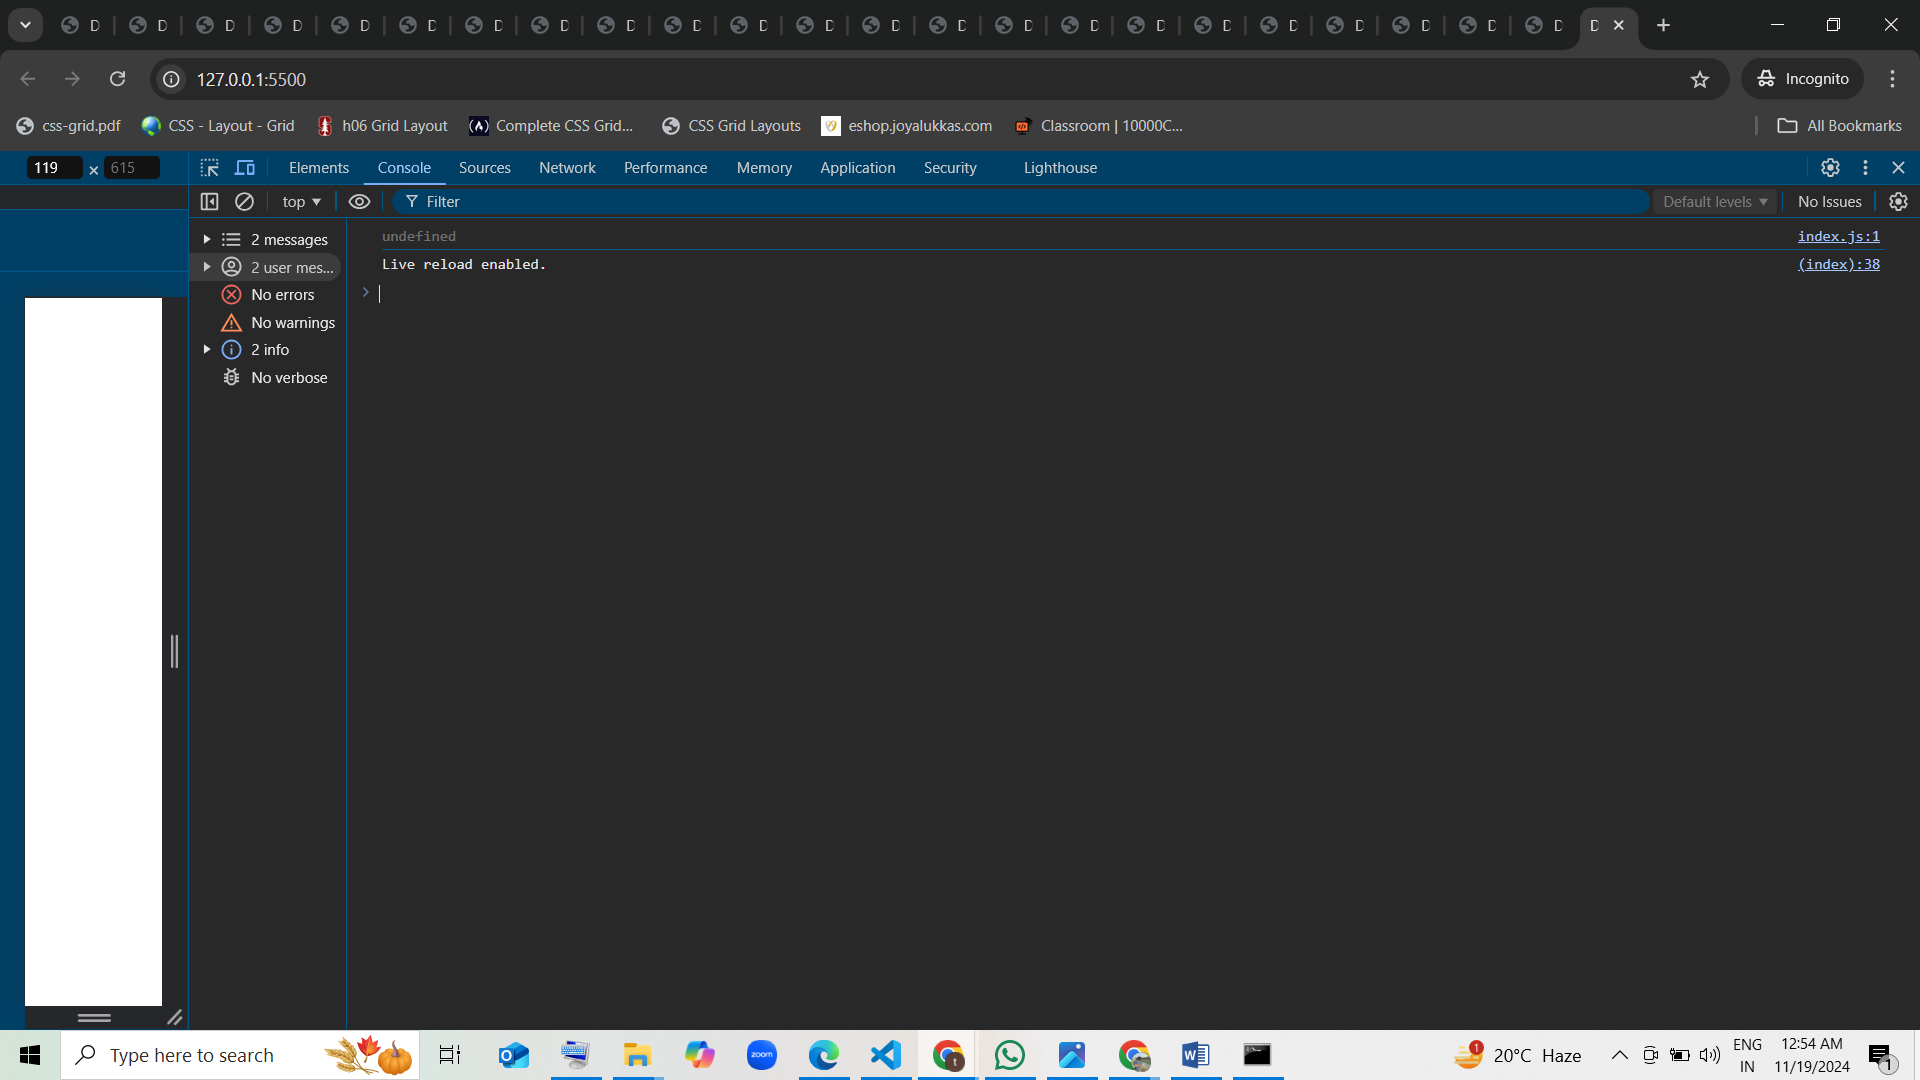 D D D D D D D D D D D D D D D D D D D D D D D D
127.0.0.1:5500
Incognito
css-grid.pdf CSS - Layout - Grid h06 Grid Layout Complete CSS Grid... CSS Grid Layouts eshop.joyalukkas.com Classroom | 10000C... All Bookmarks
119 × 615 Elements Console Sources Network Performance Memory Application Security Lighthouse
top Filter Default levels No Issues
2 messages
2 user mes...
No errors
No warnings
2 info
No verbose
undefined index.js:1
Live reload enabled. (index):38
Type here to search
zoom
1
20°C Haze
ENG
IN
12:54 AM
11/19/2024
1